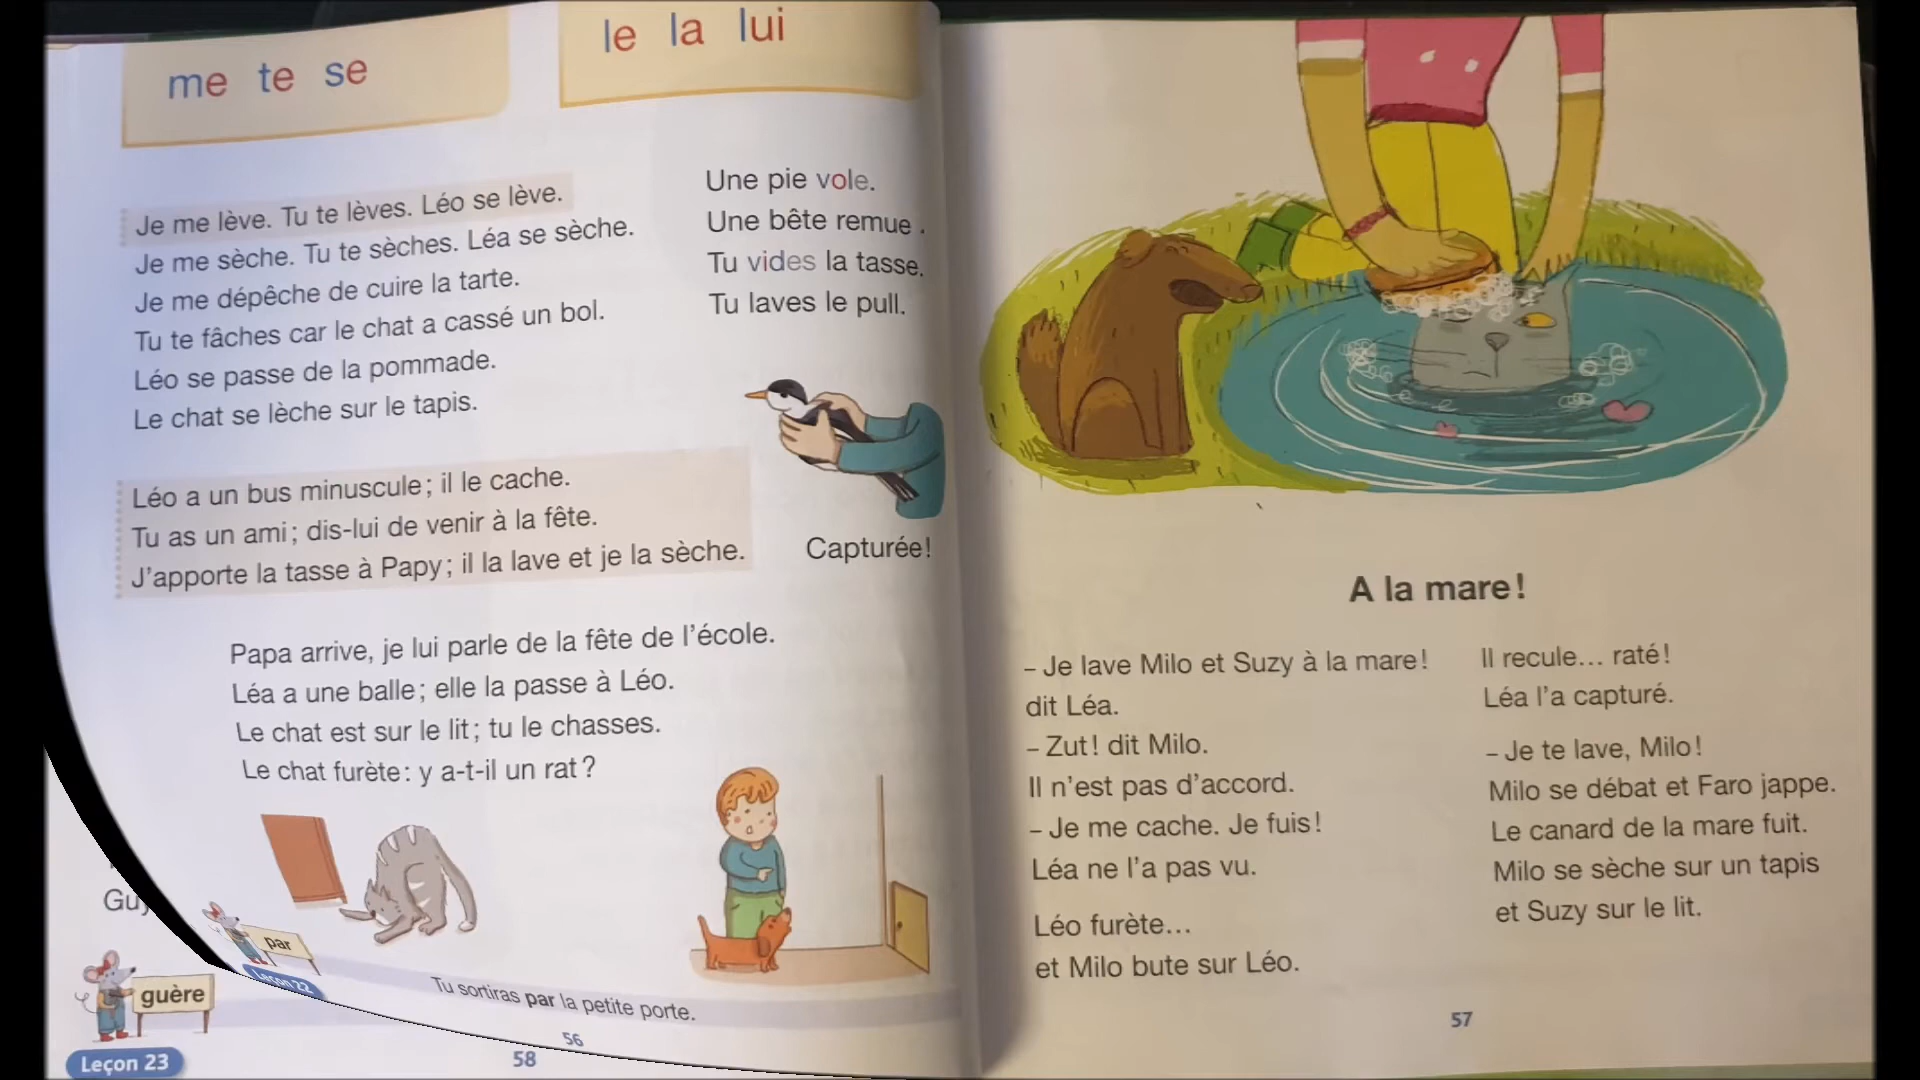 me te se
le la lui
Je me lève. Tu te lèves. Léo se lève.
Je me sèche. Tu te sèches. Léa se sèche.
Je me dépêche de cuire la tarte.
Tu te fâches car le chat a cassé un bol.
Léo se passe de la pommade.
Le chat se lèche sur le tapis.
Une pie vole.
Une bête remue .
Tu vides la tasse.
Tu laves le pull.
Léo a un bus minuscule ; il le cache.
Tu as un ami ; dis-lui de venir à la fête.
J'apporte la tasse à Papy ; il la lave et je la sèche.
Capturée !
Papa arrive, je lui parle de la fête de l'école.
Léa a une balle ; elle la passe à Léo.
Le chat est sur le lit ; tu le chasses.
Le chat furète : y a-t-il un rat ?
par
Leçon 22
Tu sortiras par la petite porte.
56
guère
Leçon 23
58
A la mare !
– Je lave Milo et Suzy à la mare !
dit Léa.
– Zut ! dit Milo.
Il n'est pas d'accord.
– Je me cache. Je fuis !
Léa ne l'a pas vu.
Léo furète...
et Milo bute sur Léo.
Il recule... raté !
Léa l'a capturé.
– Je te lave, Milo !
Milo se débat et Faro jappe.
Le canard de la mare fuit.
Milo se sèche sur un tapis
et Suzy sur le lit.
57